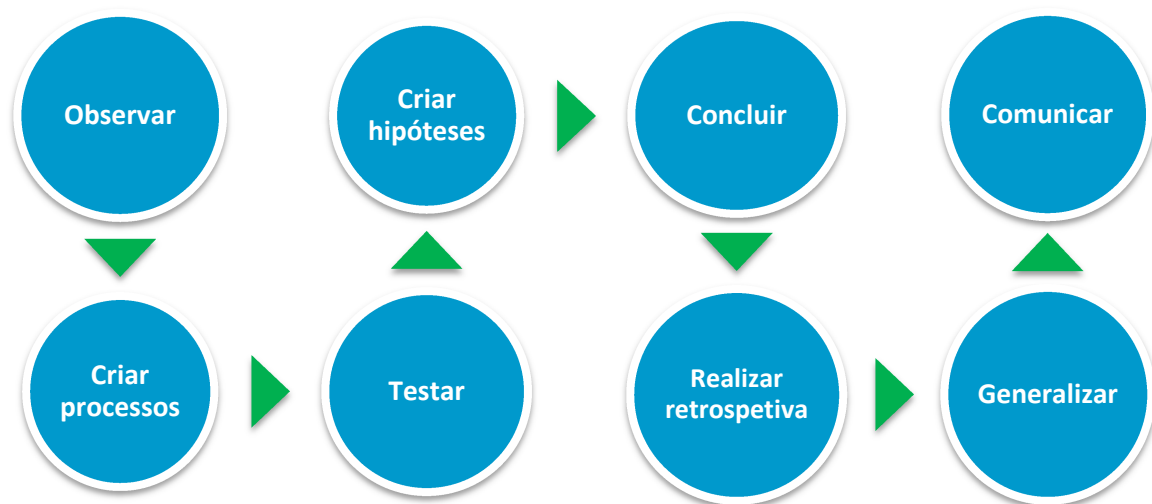 Observar
Criar
processos
Testar
Criar
hipóteses
Concluir
Realizar
retrospetiva
Generalizar
Comunicar